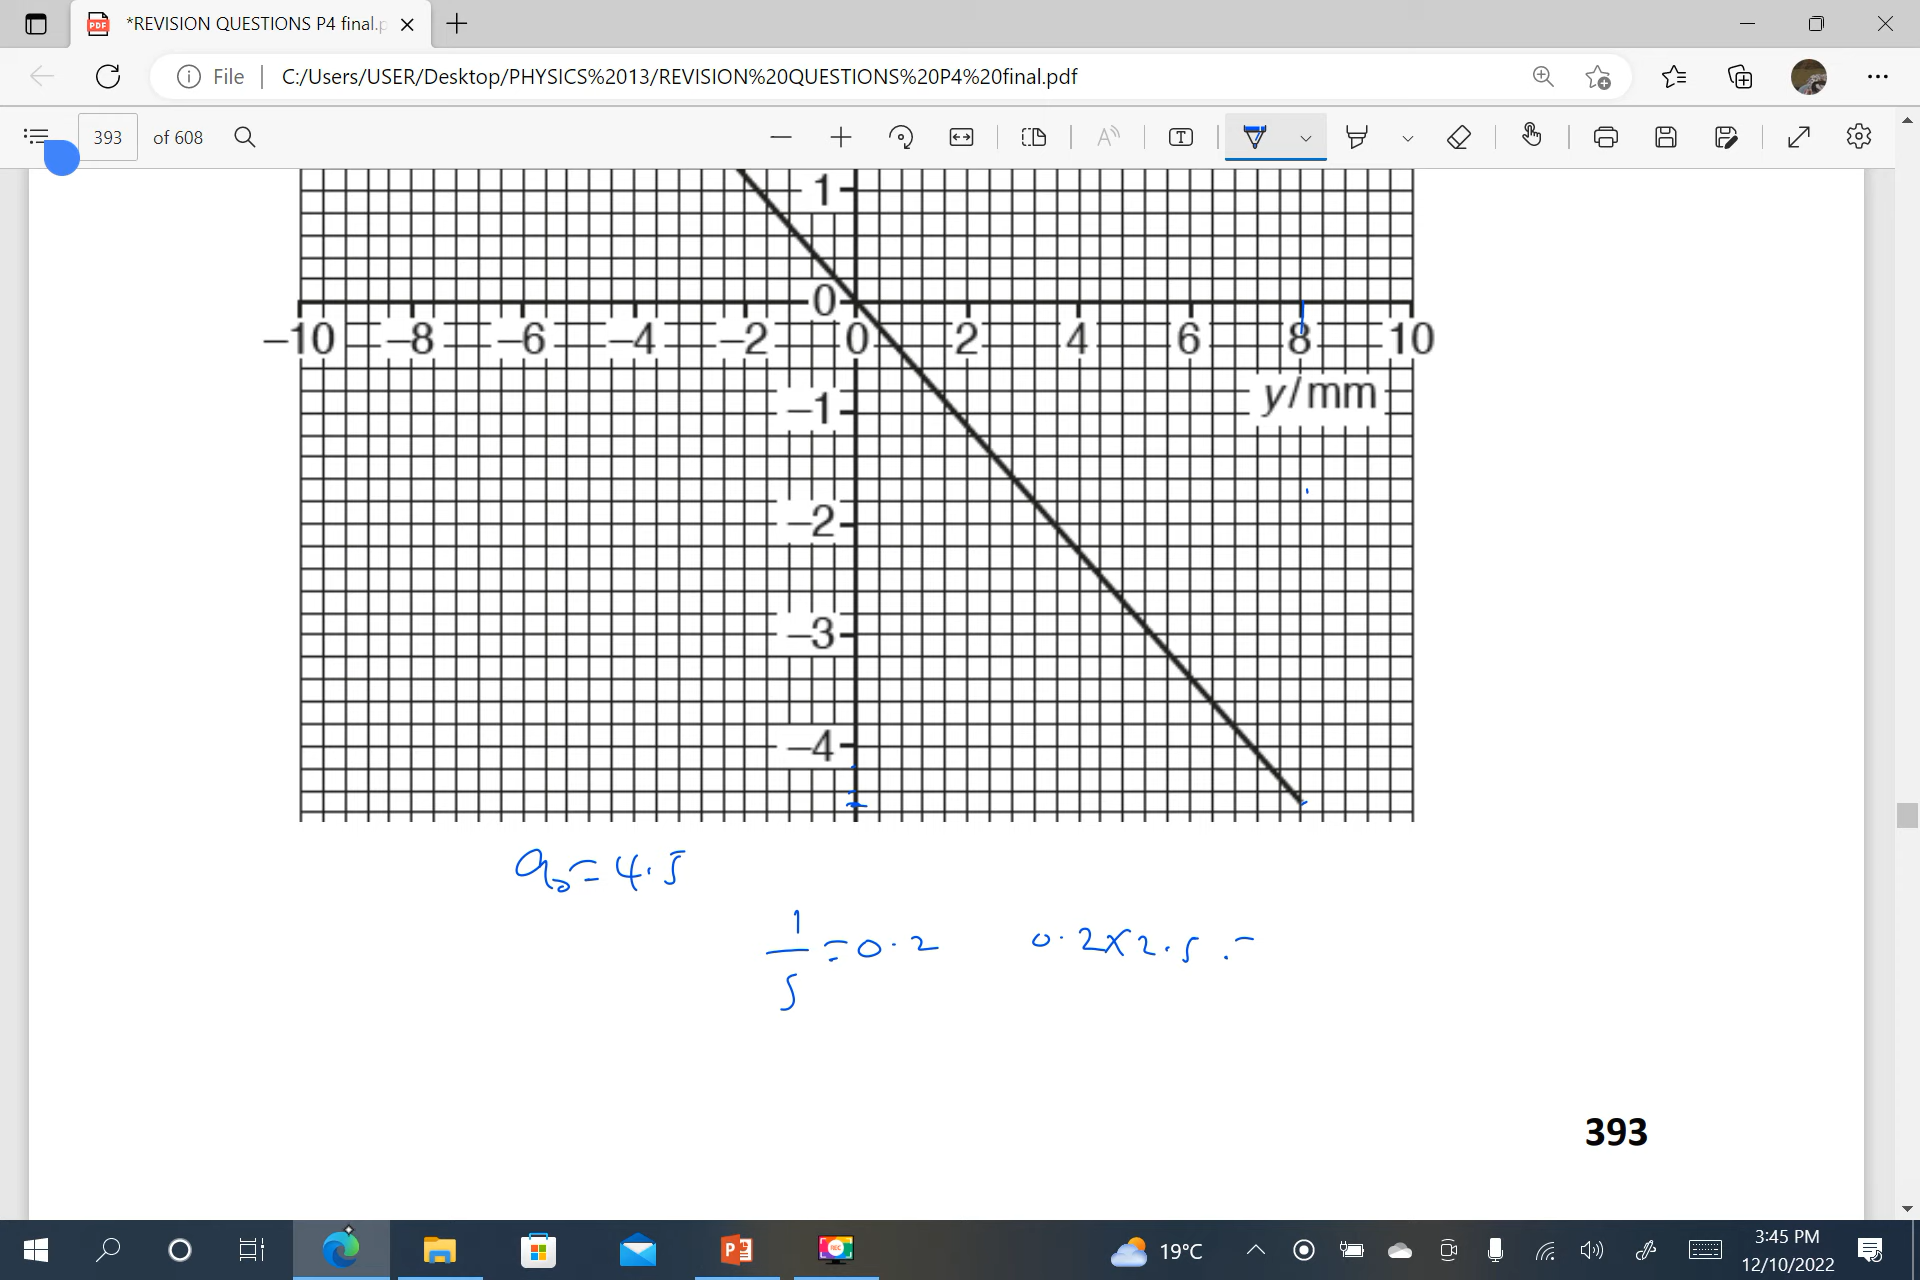 *REVISION QUESTIONS P4 final.p
File C:/Users/USER/Desktop/PHYSICS%2013/REVISION%20QUESTIONS%20P4%20final.pdf
393 of 608
1
0
−10 −8 −6 −4 −2 0 2 4 6 8 10
y/mm
−1
−2
−3
−4
a₀ = 4.5
1/5 = 0.2 0.2×2.5 =
393
19°C
3:45 PM
12/10/2022